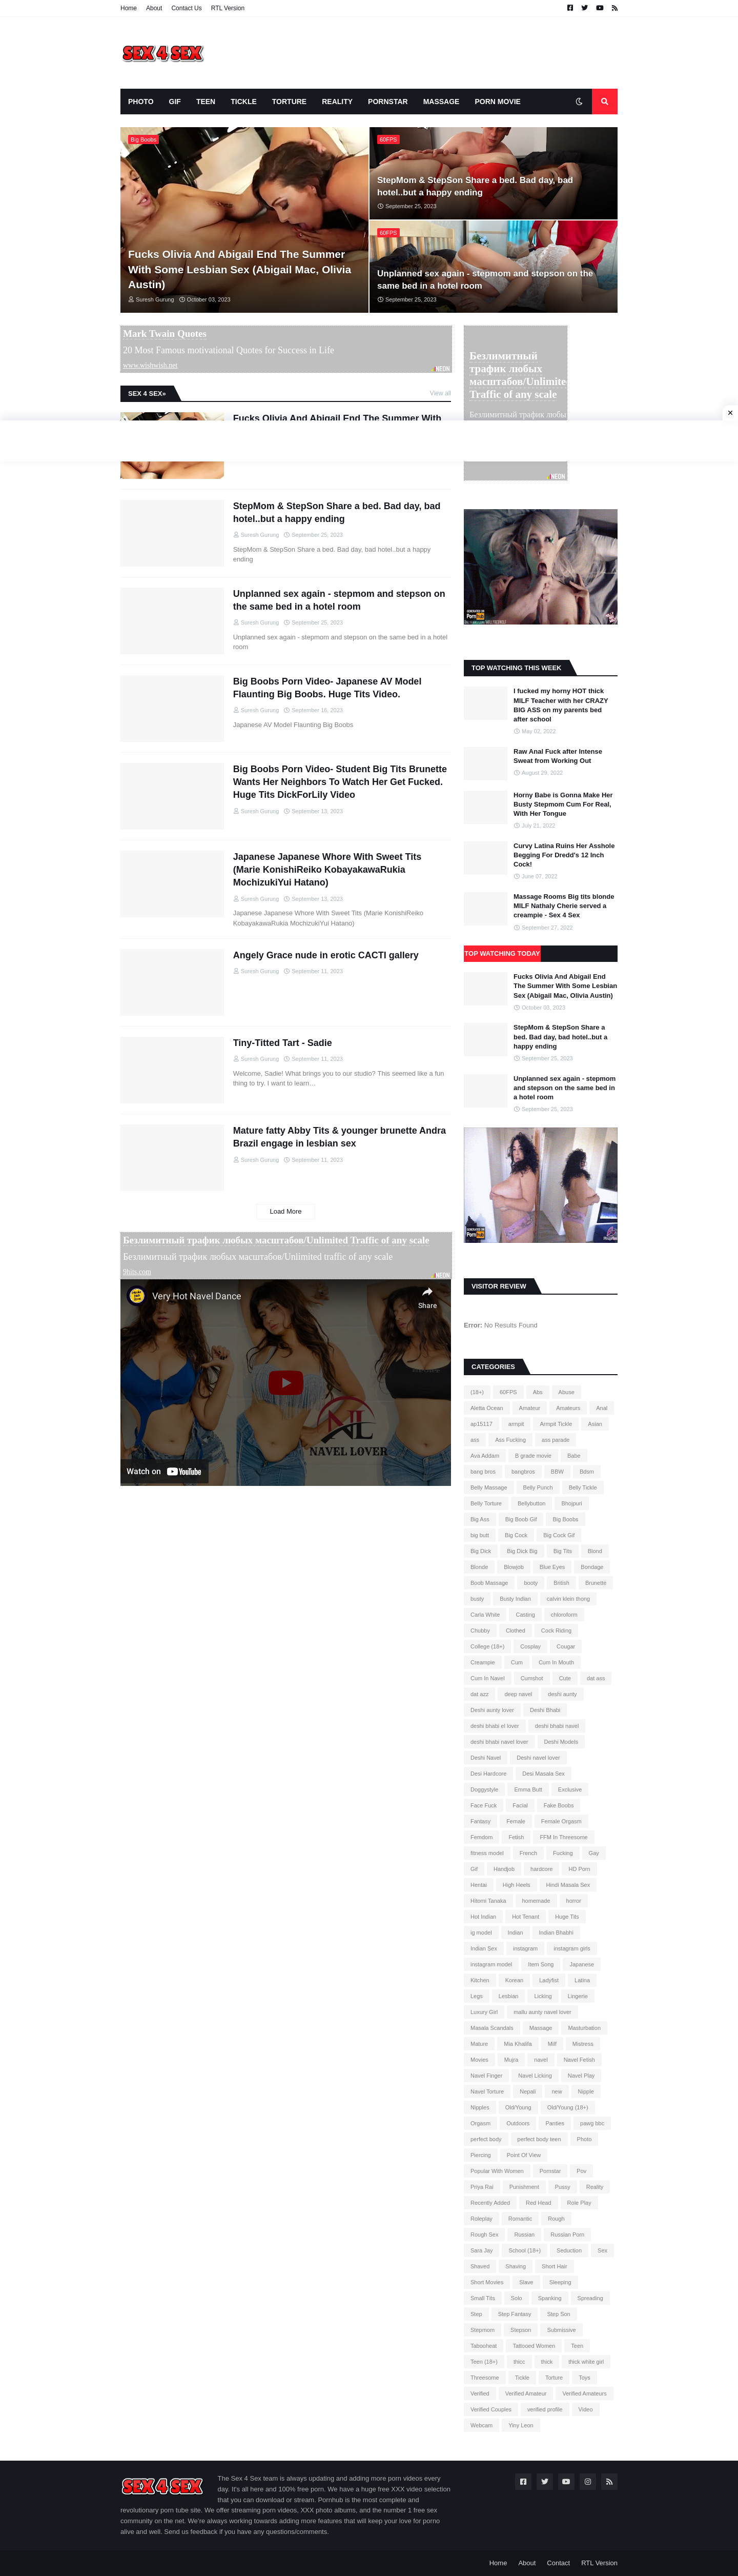 Home About Contact Us RTL Version
SEX 4 SEX
PHOTO GIF TEEN TICKLE TORTURE REALITY PORNSTAR MASSAGE PORN MOVIE
Big Boobs
Fucks Olivia And Abigail End The Summer
With Some Lesbian Sex (Abigail Mac, Olivia
Austin)
Suresh Gurung October 03, 2023
60FPS
StepMom & StepSon Share a bed. Bad day, bad
hotel..but a happy ending
September 25, 2023
60FPS
Unplanned sex again - stepmom and stepson on the
same bed in a hotel room
September 25, 2023
Mark Twain Quotes
20 Most Famous motivational Quotes for Success in Life
www.wishwish.net
NEON
SEX 4 SEX»
View all
Fucks Olivia And Abigail End The Summer With
StepMom & StepSon Share a bed. Bad day, bad
hotel..but a happy ending
Suresh Gurung September 25, 2023
StepMom & StepSon Share a bed. Bad day, bad hotel..but a happy
ending
Unplanned sex again - stepmom and stepson on
the same bed in a hotel room
Suresh Gurung September 25, 2023
Unplanned sex again - stepmom and stepson on the same bed in a hotel
room
Big Boobs Porn Video- Japanese AV Model
Flaunting Big Boobs. Huge Tits Video.
Suresh Gurung September 16, 2023
Japanese AV Model Flaunting Big Boobs
Big Boobs Porn Video- Student Big Tits Brunette
Wants Her Neighbors To Watch Her Get Fucked.
Huge Tits DickForLily Video
Suresh Gurung September 13, 2023
Japanese Japanese Whore With Sweet Tits
(Marie KonishiReiko KobayakawaRukia
MochizukiYui Hatano)
Suresh Gurung September 13, 2023
Japanese Japanese Whore With Sweet Tits (Marie KonishiReiko
KobayakawaRukia MochizukiYui Hatano)
Angely Grace nude in erotic CACTI gallery
Suresh Gurung September 11, 2023
Tiny-Titted Tart - Sadie
Suresh Gurung September 11, 2023
Welcome, Sadie! What brings you to our studio? This seemed like a fun
thing to try. I want to learn…
Mature fatty Abby Tits & younger brunette Andra
Brazil engage in lesbian sex
Suresh Gurung September 11, 2023
Load More
Безлимитный трафик любых масштабов/Unlimited Traffic of any scale
Безлимитный трафик любых масштабов/Unlimited traffic of any scale
9hits.com
NEON
Very Hot Navel Dance
Share
NL
NAVEL LOVER
Watch on YouTube
Безлимитный
трафик любых
масштабов/Unlimite
Traffic of any scale
Безлимитный трафик любы
NEON
Porn
hub
TOP WATCHING THIS WEEK
I fucked my horny HOT thick
MILF Teacher with her CRAZY
BIG ASS on my parents bed
after school
May 02, 2022
Raw Anal Fuck after Intense
Sweat from Working Out
August 29, 2022
Horny Babe is Gonna Make Her
Busty Stepmom Cum For Real,
With Her Tongue
July 21, 2022
Curvy Latina Ruins Her Asshole
Begging For Dredd's 12 Inch
Cock!
June 07, 2022
Massage Rooms Big tits blonde
MILF Nathaly Cherie served a
creampie - Sex 4 Sex
September 27, 2022
TOP WATCHING TODAY
Fucks Olivia And Abigail End
The Summer With Some Lesbian
Sex (Abigail Mac, Olivia Austin)
October 03, 2023
StepMom & StepSon Share a
bed. Bad day, bad hotel..but a
happy ending
September 25, 2023
Unplanned sex again - stepmom
and stepson on the same bed in
a hotel room
September 25, 2023
Porn
hub
VISITOR REVIEW
Error: No Results Found
CATEGORIES
(18+) 60FPS Abs Abuse
Aletta Ocean Amateur Amateurs Anal
ap15117 armpit Armpit Tickle Asian
ass Ass Fucking ass parade
Ava Addam B grade movie Babe
bang bros bangbros BBW Bdsm
Belly Massage Belly Punch Belly Tickle
Belly Torture Bellybutton Bhojpuri
Big Ass Big Boob Gif Big Boobs
big butt Big Cock Big Cock Gif
Big Dick Big Dick Big Big Tits Blond
Blonde Blowjob Blue Eyes Bondage
Boob Massage booty British Brunette
busty Busty Indian calvin klein thong
Carla White Casting chloroform
Chubby Clothed Cock Riding
College (18+) Cosplay Cougar
Creampie Cum Cum In Mouth
Cum In Navel Cumshot Cute dat ass
dat azz deep navel deshi aunty
Deshi aunty lover Deshi Bhabi
deshi bhabi el lover deshi bhabi navel
deshi bhabi navel lover Deshi Models
Deshi Navel Deshi navel lover
Desi Hardcore Desi Masala Sex
Doggystyle Emma Butt Exclusive
Face Fuck Facial Fake Boobs
Fantasy Female Female Orgasm
Femdom Fetish FFM In Threesome
fitness model French Fucking Gay
Gif Handjob hardcore HD Porn
Hentai High Heels Hindi Masala Sex
Hitomi Tanaka homemade horror
Hot Indian Hot Tenant Huge Tits
ig model Indian Indian Bhabhi
Indian Sex instagram instagram girls
instagram model Item Song Japanese
Kitchen Korean Ladyfist Latina
Legs Lesbian Licking Lingerie
Luxury Girl mallu aunty navel lover
Masala Scandals Massage Masturbation
Mature Mia Khalifa Milf Mistress
Movies Mujra navel Navel Fetish
Navel Finger Navel Licking Navel Play
Navel Torture Nepali new Nipple
Nipples Old/Young Old/Young (18+)
Orgasm Outdoors Panties pawg bbc
perfect body perfect body teen Photo
Piercing Point Of View
Popular With Women Pornstar Pov
Priya Rai Punishment Pussy Reality
Recently Added Red Head Role Play
Roleplay Romantic Rough
Rough Sex Russian Russian Porn
Sara Jay School (18+) Seduction Sex
Shaved Shaving Short Hair
Short Movies Slave Sleeping
Small Tits Solo Spanking Spreading
Step Step Fantasy Step Son
Stepmom Stepson Submissive
Tabooheat Tattooed Women Teen
Teen (18+) thicc thick thick white girl
Threesome Tickle Torture Toys
Verified Verified Amateur Verified Amateurs
Verified Couples verified profile Video
Webcam Yiny Leon
SEX 4 SEX
The Sex 4 Sex team is always updating and adding more porn videos every
day. It's all here and 100% free porn. We have a huge free XXX video selection
that you can download or stream. Pornhub is the most complete and
revolutionary porn tube site. We offer streaming porn videos, XXX photo albums, and the number 1 free sex
community on the net. We're always working towards adding more features that will keep your love for porno
alive and well. Send us feedback if you have any questions/comments.
Home About Contact RTL Version